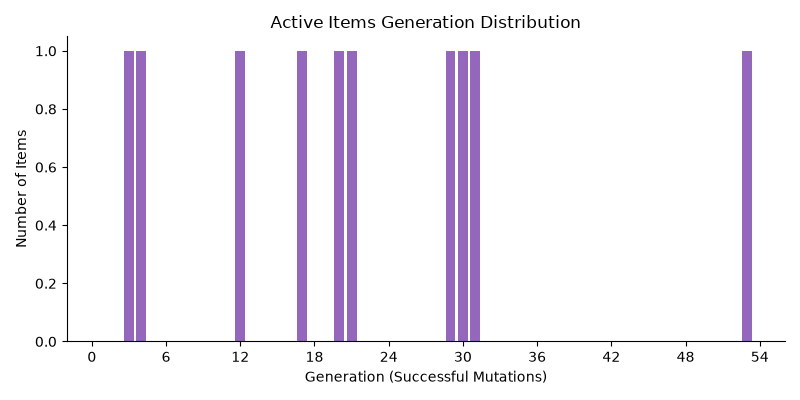 Active Items Generation Distribution
1.0
0.8
0.6
0.4
0.2
0.0
Number of Items
0 6 12 18 24 30 36 42 48 54
Generation (Successful Mutations)